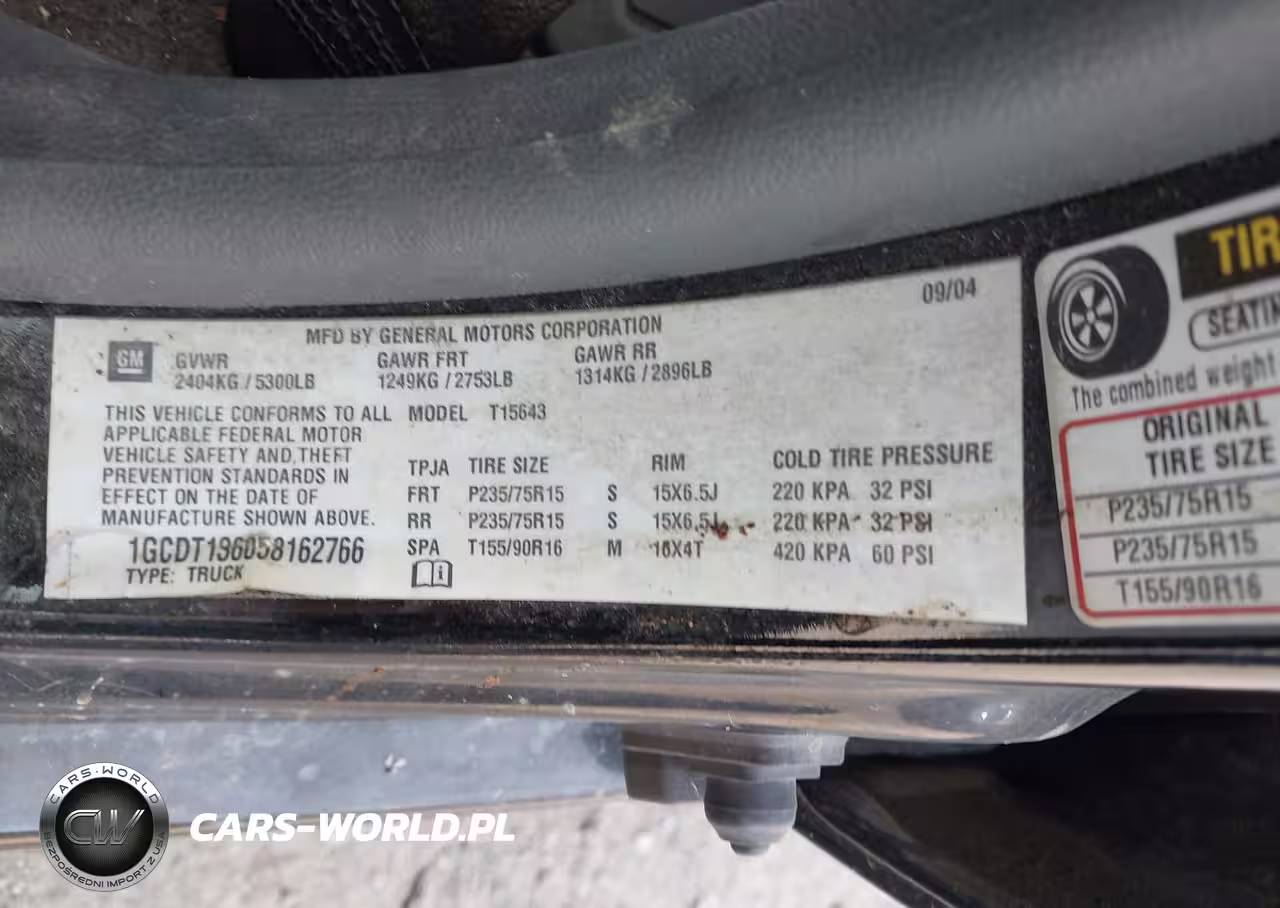 09/04
MFD BY GENERAL MOTORS CORPORATION
GM
GVWR GAWR FRT GAWR RR
2404KG / 5300LB 1249KG / 2753LB 1314KG / 2896LB
THIS VEHICLE CONFORMS TO ALL MODEL T15643
APPLICABLE FEDERAL MOTOR
VEHICLE SAFETY AND THEFT
PREVENTION STANDARDS IN
EFFECT ON THE DATE OF
MANUFACTURE SHOWN ABOVE.
1GCDT196058162766
TYPE: TRUCK
TPJA TIRE SIZE RIM COLD TIRE PRESSURE
FRT P235/75R15 S 15X6.5J 220 KPA 32 PSI
RR P235/75R15 S 15X6.5J 220 KPA 32 PSI
SPA T155/90R16 M 16X4T 420 KPA 60 PSI
TIR
SEATIN
The combined weight
ORIGINAL
TIRE SIZE
P235/75R15
P235/75R15
T155/90R16
CARS-WORLD
CW
BEZPOŚREDNI IMPORT Z USA
CARS-WORLD.PL